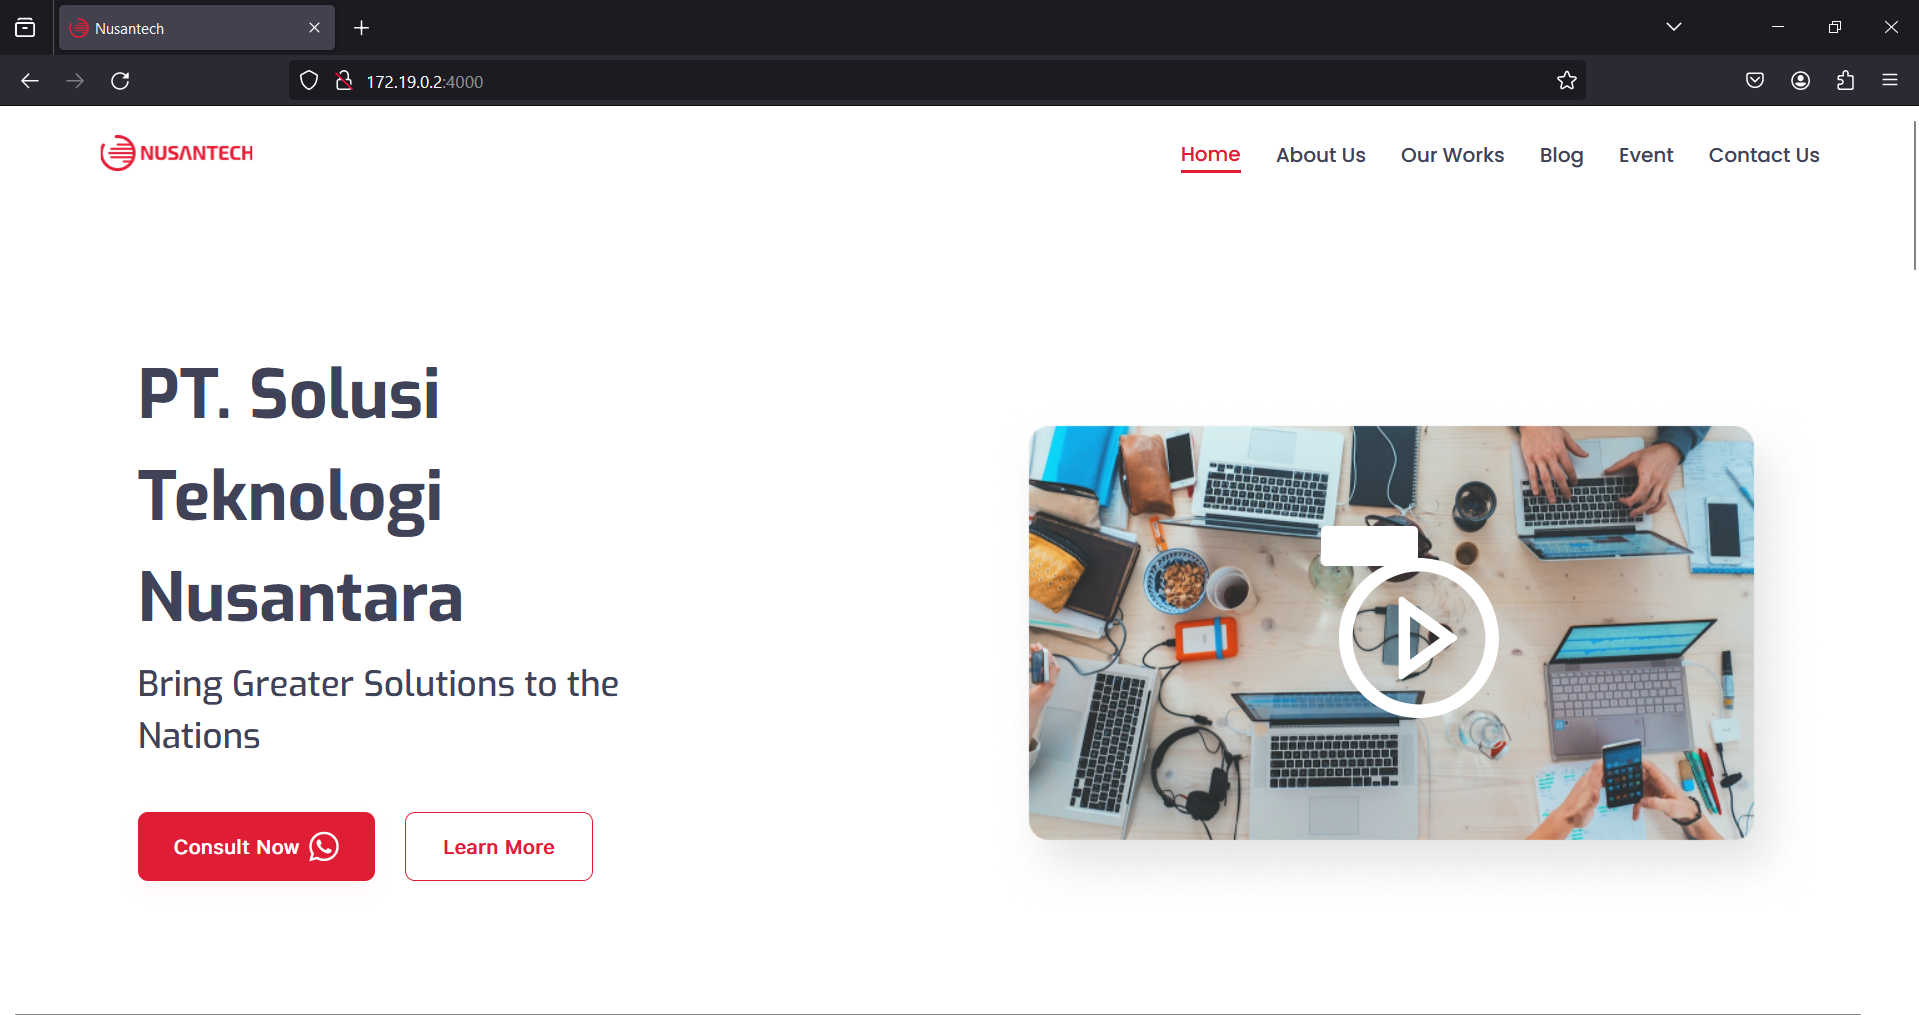 Nusantech
172.19.0.2:4000
NUSANTECH
Home
About Us
Our Works
Blog
Event
Contact Us
PT. Solusi
Teknologi
Nusantara
Bring Greater Solutions to the
Nations
Consult Now
Learn More